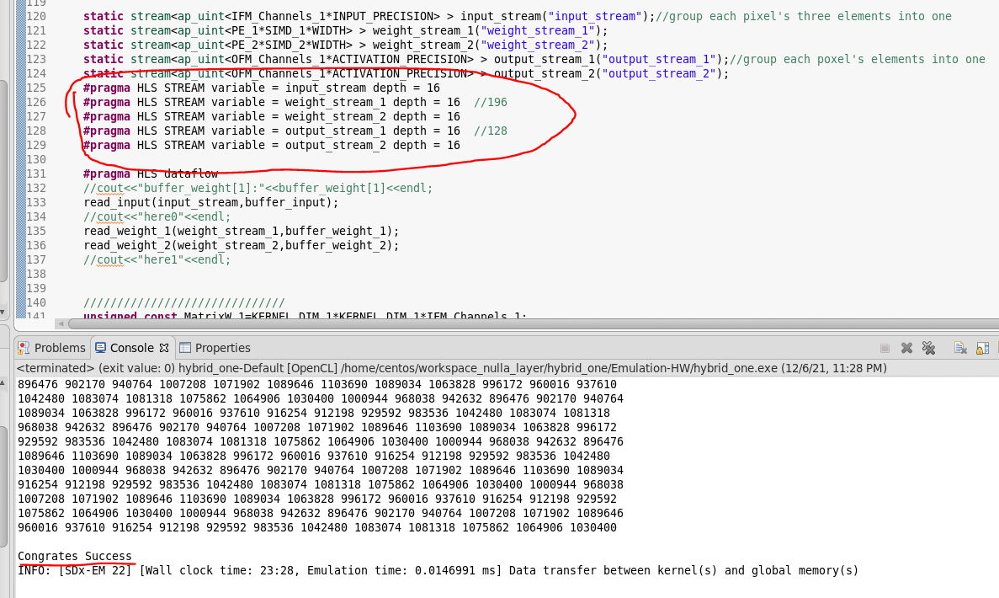 119
120 static stream<ap_uint<IFM_Channels_1*INPUT_PRECISION> > input_stream("input_stream");//group each pixel's three elements into one
121 static stream<ap_uint<PE_1*SIMD_1*WIDTH> > weight_stream_1("weight_stream_1");
122 static stream<ap_uint<PE_2*SIMD_2*WIDTH> > weight_stream_2("weight_stream_2");
123 static stream<ap_uint<OFM_Channels_1*ACTIVATION_PRECISION> > output_stream_1("output_stream_1");//group each poxel's elements into one
124 static stream<ap_uint<OFM_Channels_1*ACTIVATION_PRECISION> > output_stream_2("output_stream_2");
125 #pragma HLS STREAM variable = input_stream depth = 16
126 #pragma HLS STREAM variable = weight_stream_1 depth = 16 //196
127 #pragma HLS STREAM variable = weight_stream_2 depth = 16
128 #pragma HLS STREAM variable = output_stream_1 depth = 16 //128
129 #pragma HLS STREAM variable = output_stream_2 depth = 16
130
131 #pragma HLS dataflow
132 //cout<<"buffer_weight[1]:"<<buffer_weight[1]<<endl;
133 read_input(input_stream,buffer_input);
134 //cout<<"here0"<<endl;
135 read_weight_1(weight_stream_1,buffer_weight_1);
136 read_weight_2(weight_stream_2,buffer_weight_2);
137 //cout<<"here1"<<endl;
138
139
140 //////////////////////////////
141 unsigned const MatrixW_1=KERNEL_DIM_1*KERNEL_DIM_1*IFM_Channels_1;
Problems Console Properties
<terminated> (exit value: 0) hybrid_one-Default [OpenCL] /home/centos/workspace_nulla_layer/hybrid_one/Emulation-HW/hybrid_one.exe (12/6/21, 11:28 PM)
896476 902170 940764 1007208 1071902 1089646 1103690 1089034 1063828 996172 960016 937610
1042480 1083074 1081318 1075862 1064906 1030400 1000944 968038 942632 896476 902170 940764
1089034 1063828 996172 960016 937610 916254 912198 929592 983536 1042480 1083074 1081318
968038 942632 896476 902170 940764 1007208 1071902 1089646 1103690 1089034 1063828 996172
929592 983536 1042480 1083074 1081318 1075862 1064906 1030400 1000944 968038 942632 896476
1089646 1103690 1089034 1063828 996172 960016 937610 916254 912198 929592 983536 1042480
1030400 1000944 968038 942632 896476 902170 940764 1007208 1071902 1089646 1103690 1089034
916254 912198 929592 983536 1042480 1083074 1081318 1075862 1064906 1030400 1000944 968038
1007208 1071902 1089646 1103690 1089034 1063828 996172 960016 937610 916254 912198 929592
1075862 1064906 1030400 1000944 968038 942632 896476 902170 940764 1007208 1071902 1089646
960016 937610 916254 912198 929592 983536 1042480 1083074 1081318 1075862 1064906 1030400
Congrates Success
INFO: [SDx-EM 22] [Wall clock time: 23:28, Emulation time: 0.0146991 ms] Data transfer between kernel(s) and global memory(s)